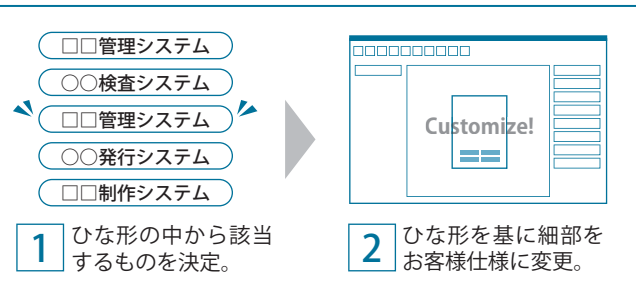 □□管理システム
○○検査システム
□□管理システム
○○発行システム
□□制作システム
1
ひな形の中から該当
するものを決定。
□□□□□□□□□□
Customize!
2
ひな形を基に細部を
お客様仕様に変更。